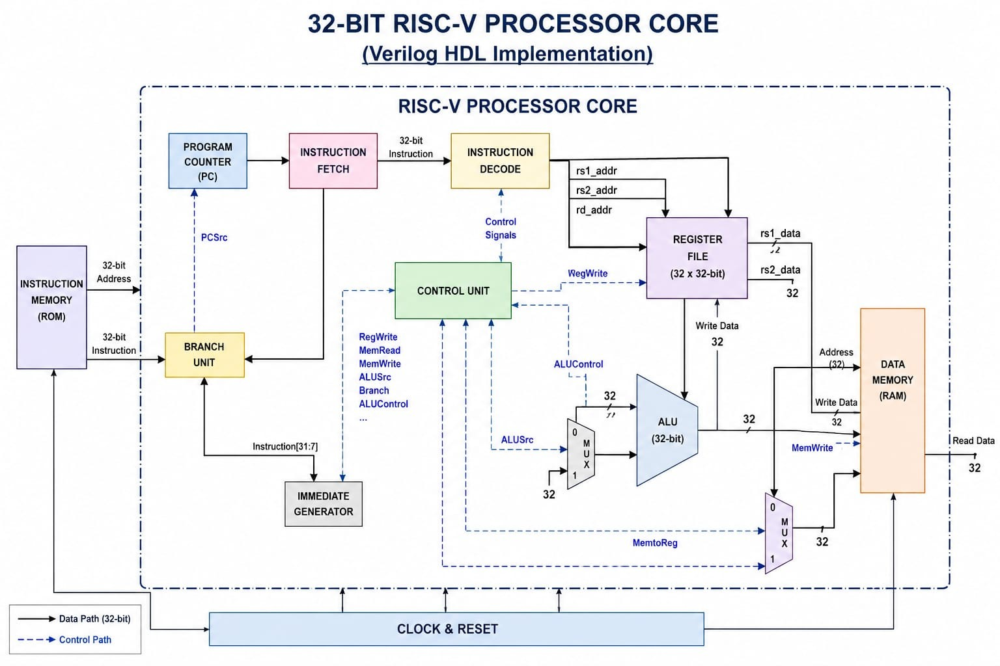 32-BIT RISC-V PROCESSOR CORE
(Verilog HDL Implementation)
RISC-V PROCESSOR CORE
PROGRAM
COUNTER
(PC)
INSTRUCTION
FETCH
32-bit
Instruction
INSTRUCTION
DECODE
rs1_addr
rs2_addr
rd_addr
Control
Signals
PCSrc
REGISTER
FILE
(32 x 32-bit)
rs1_data
rs2_data
32
INSTRUCTION
MEMORY
(ROM)
32-bit
Address
32-bit
Instruction
CONTROL UNIT
WegWrite
Write Data
32
BRANCH
UNIT
RegWrite
MemRead
MemWrite
ALUSrc
Branch
ALUControl
...
ALUControl
Address
(32)
DATA
MEMORY
(RAM)
32
Write Data
32
ALU
(32-bit)
32
0
MUX
1
32
ALUSrc
MemWrite
Read Data
32
Instruction[31:7]
IMMEDIATE
GENERATOR
0
MUX
1
32
MemtoReg
Data Path (32-bit)
Control Path
CLOCK & RESET